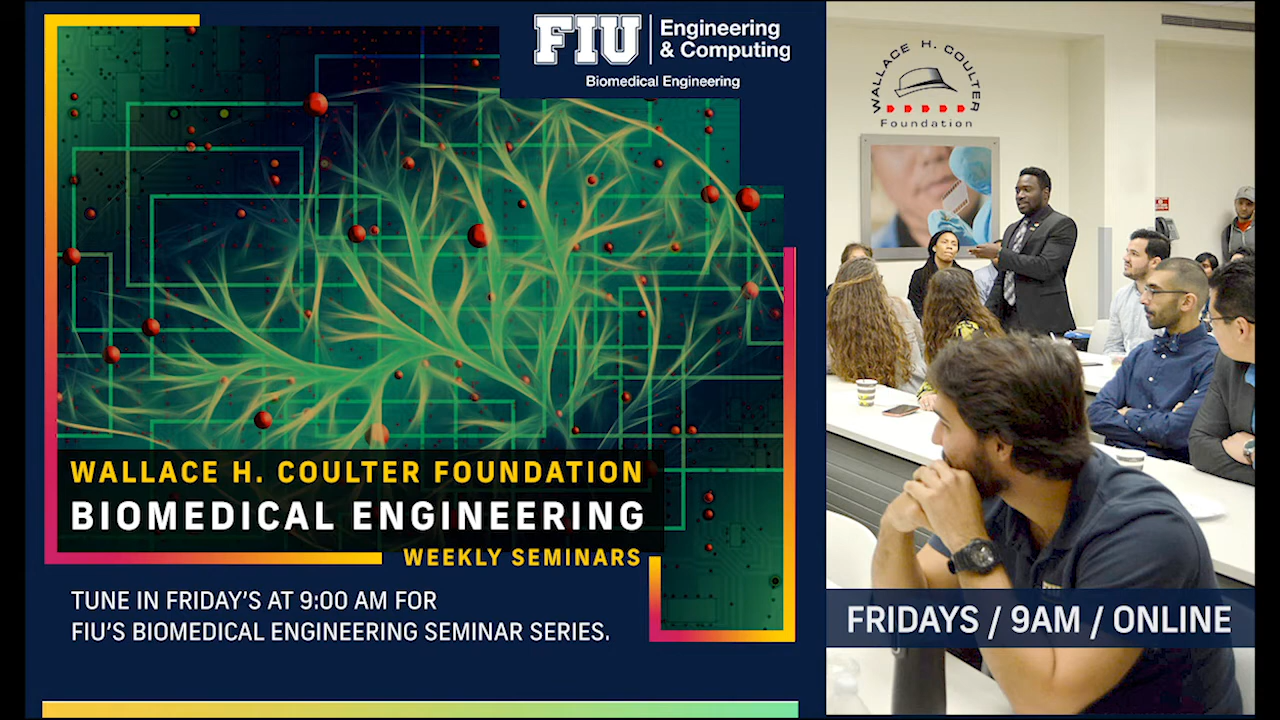 FIU
Engineering
& Computing
Biomedical Engineering
WALLACE H. COULTER FOUNDATION
BIOMEDICAL ENGINEERING
WEEKLY SEMINARS
TUNE IN FRIDAY'S AT 9:00 AM FOR
FIU'S BIOMEDICAL ENGINEERING SEMINAR SERIES.
WALLACE H. COULTER
Foundation
FRIDAYS / 9AM / ONLINE